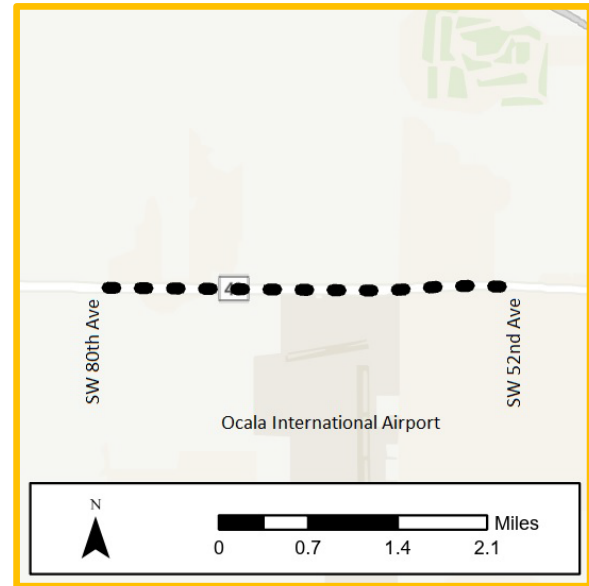 SW 80th Ave
SW 52nd Ave
Ocala International Airport
N
Miles
0 0.7 1.4 2.1